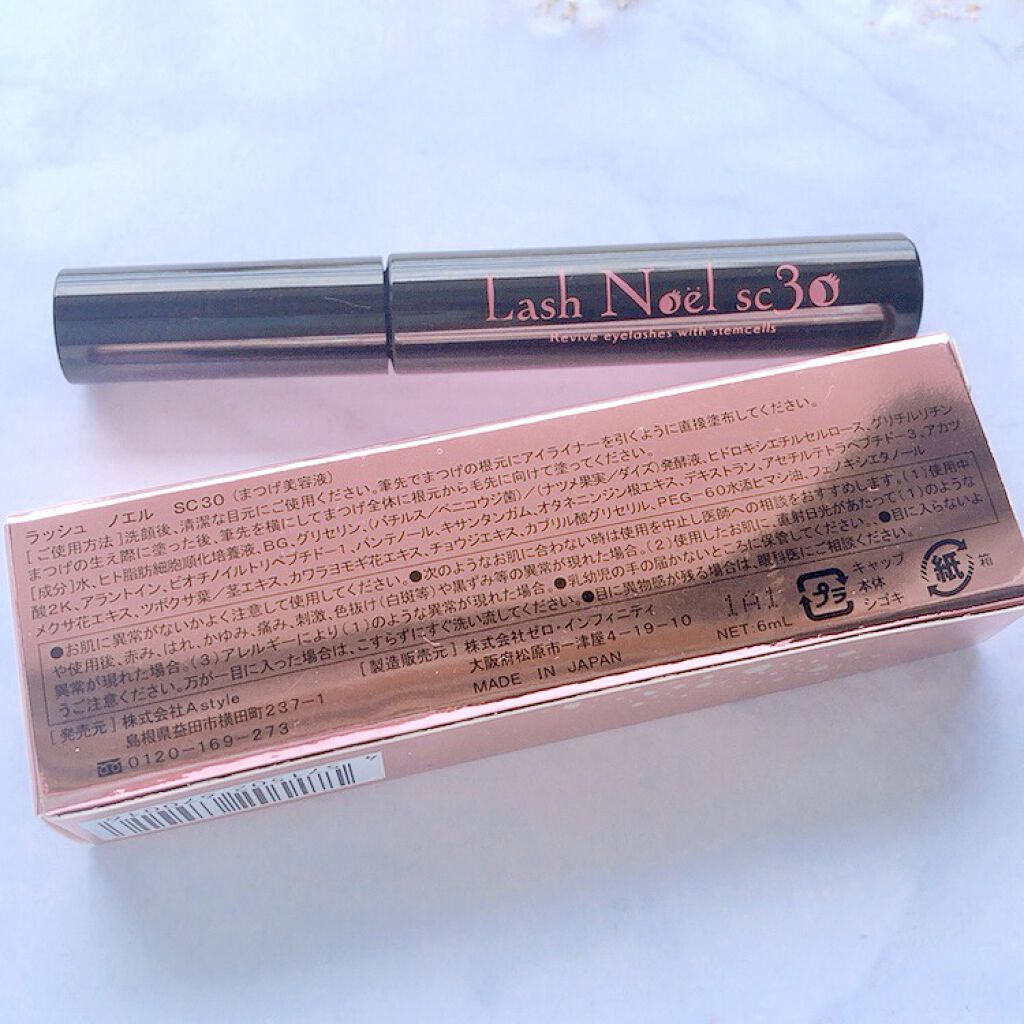 Lash Noël sc30
Revive eyelashes with stemcells
ラッシュ ノエル SC30 (まつげ美容液)
[ご使用方法]洗顔後、清潔な目元にご使用ください。筆先でまつげの根元にアイライナーを引くように直接塗布してください。
まつげの生え際に塗った後、筆先を横にしてまつげ全体に根元から毛先に向けて塗ってください。
[成分]水、ヒト脂肪細胞順化培養液、BG、グリセリン、(バチルス/ベニコウジ菌)/(ナツメ果実/ダイズ)発酵液、ヒドロキシエチルセルロース、グリチルリチン
酸2K、アラントイン、ビオチノイルトリペプチド-1、パンテノール、キサンタンガム、オタネニンジン根エキス、デキストラン、アセチルテトラペプチド-3、アカツ
メクサ花エキス、ツボクサ葉/茎エキス、カワラヨモギ花エキス、チョウジエキス、カプリル酸グリセリル、PEG-60水添ヒマシ油、フェノキシエタノール
●お肌に異常がないかよく注意して使用してください。●次のようなお肌に合わない時は使用を中止し医師への相談をおすすめします。(1)使用中
や使用後、赤み、はれ、かゆみ、痛み、刺激、色抜け(白斑等)や黒ずみ等の異常が現れた場合。(2)使用したお肌に、直射日光があたって(1)のような
異常が現れた場合。(3)アレルギーにより(1)のような異常が現れた場合。●乳幼児の手の届かないところに保管してください。●目に入らないよ
うご注意ください。万が一目に入った場合は、こすらずにすぐ洗い流してください。●目に異物感が残る場合は、眼科医にご相談ください。
[発売元]株式会社Astyle
島根県益田市横田町237-1
0120-169-273
[製造販売元]株式会社ゼロ・インフィニティ
大阪府松原市一津屋4-19-10
MADE IN JAPAN
1A1
NET:6mL
プラ
キャップ
本体
シゴキ
紙
箱